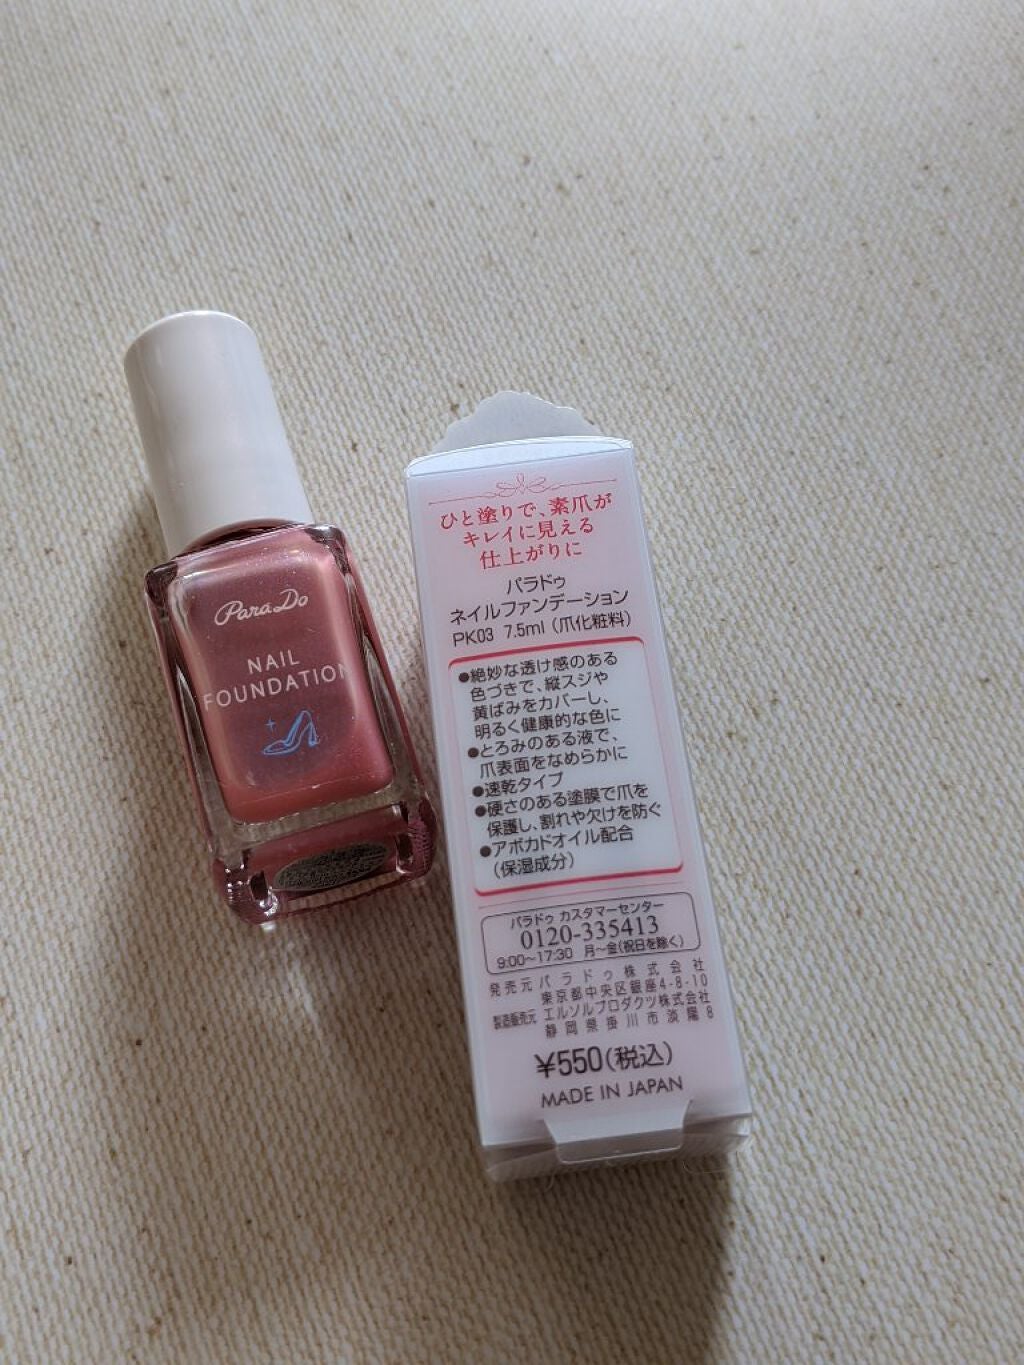 Para Do
NAIL
FOUNDATION
ひと塗りで、素爪が
キレイに見える
仕上がりに
パラドゥ
ネイルファンデーション
PK03 7.5ml（爪化粧料）
●絶妙な透け感のある
色づきで、縦スジや
黄ばみをカバーし、
明るく健康的な色に
●とろみのある液で、
爪表面をなめらかに
●速乾タイプ
●硬さのある塗膜で爪を
保護し、割れや欠けを防ぐ
●アボカドオイル配合
（保湿成分）
パラドゥ カスタマーセンター
0120-335413
9:00〜17:30 月〜金(祝日を除く)
発売元 パラドゥ株式会社
東京都中央区銀座4-8-10
製造販売元 エルソルプロダクツ株式会社
静岡県掛川市淡陽8
¥550(税込)
MADE IN JAPAN